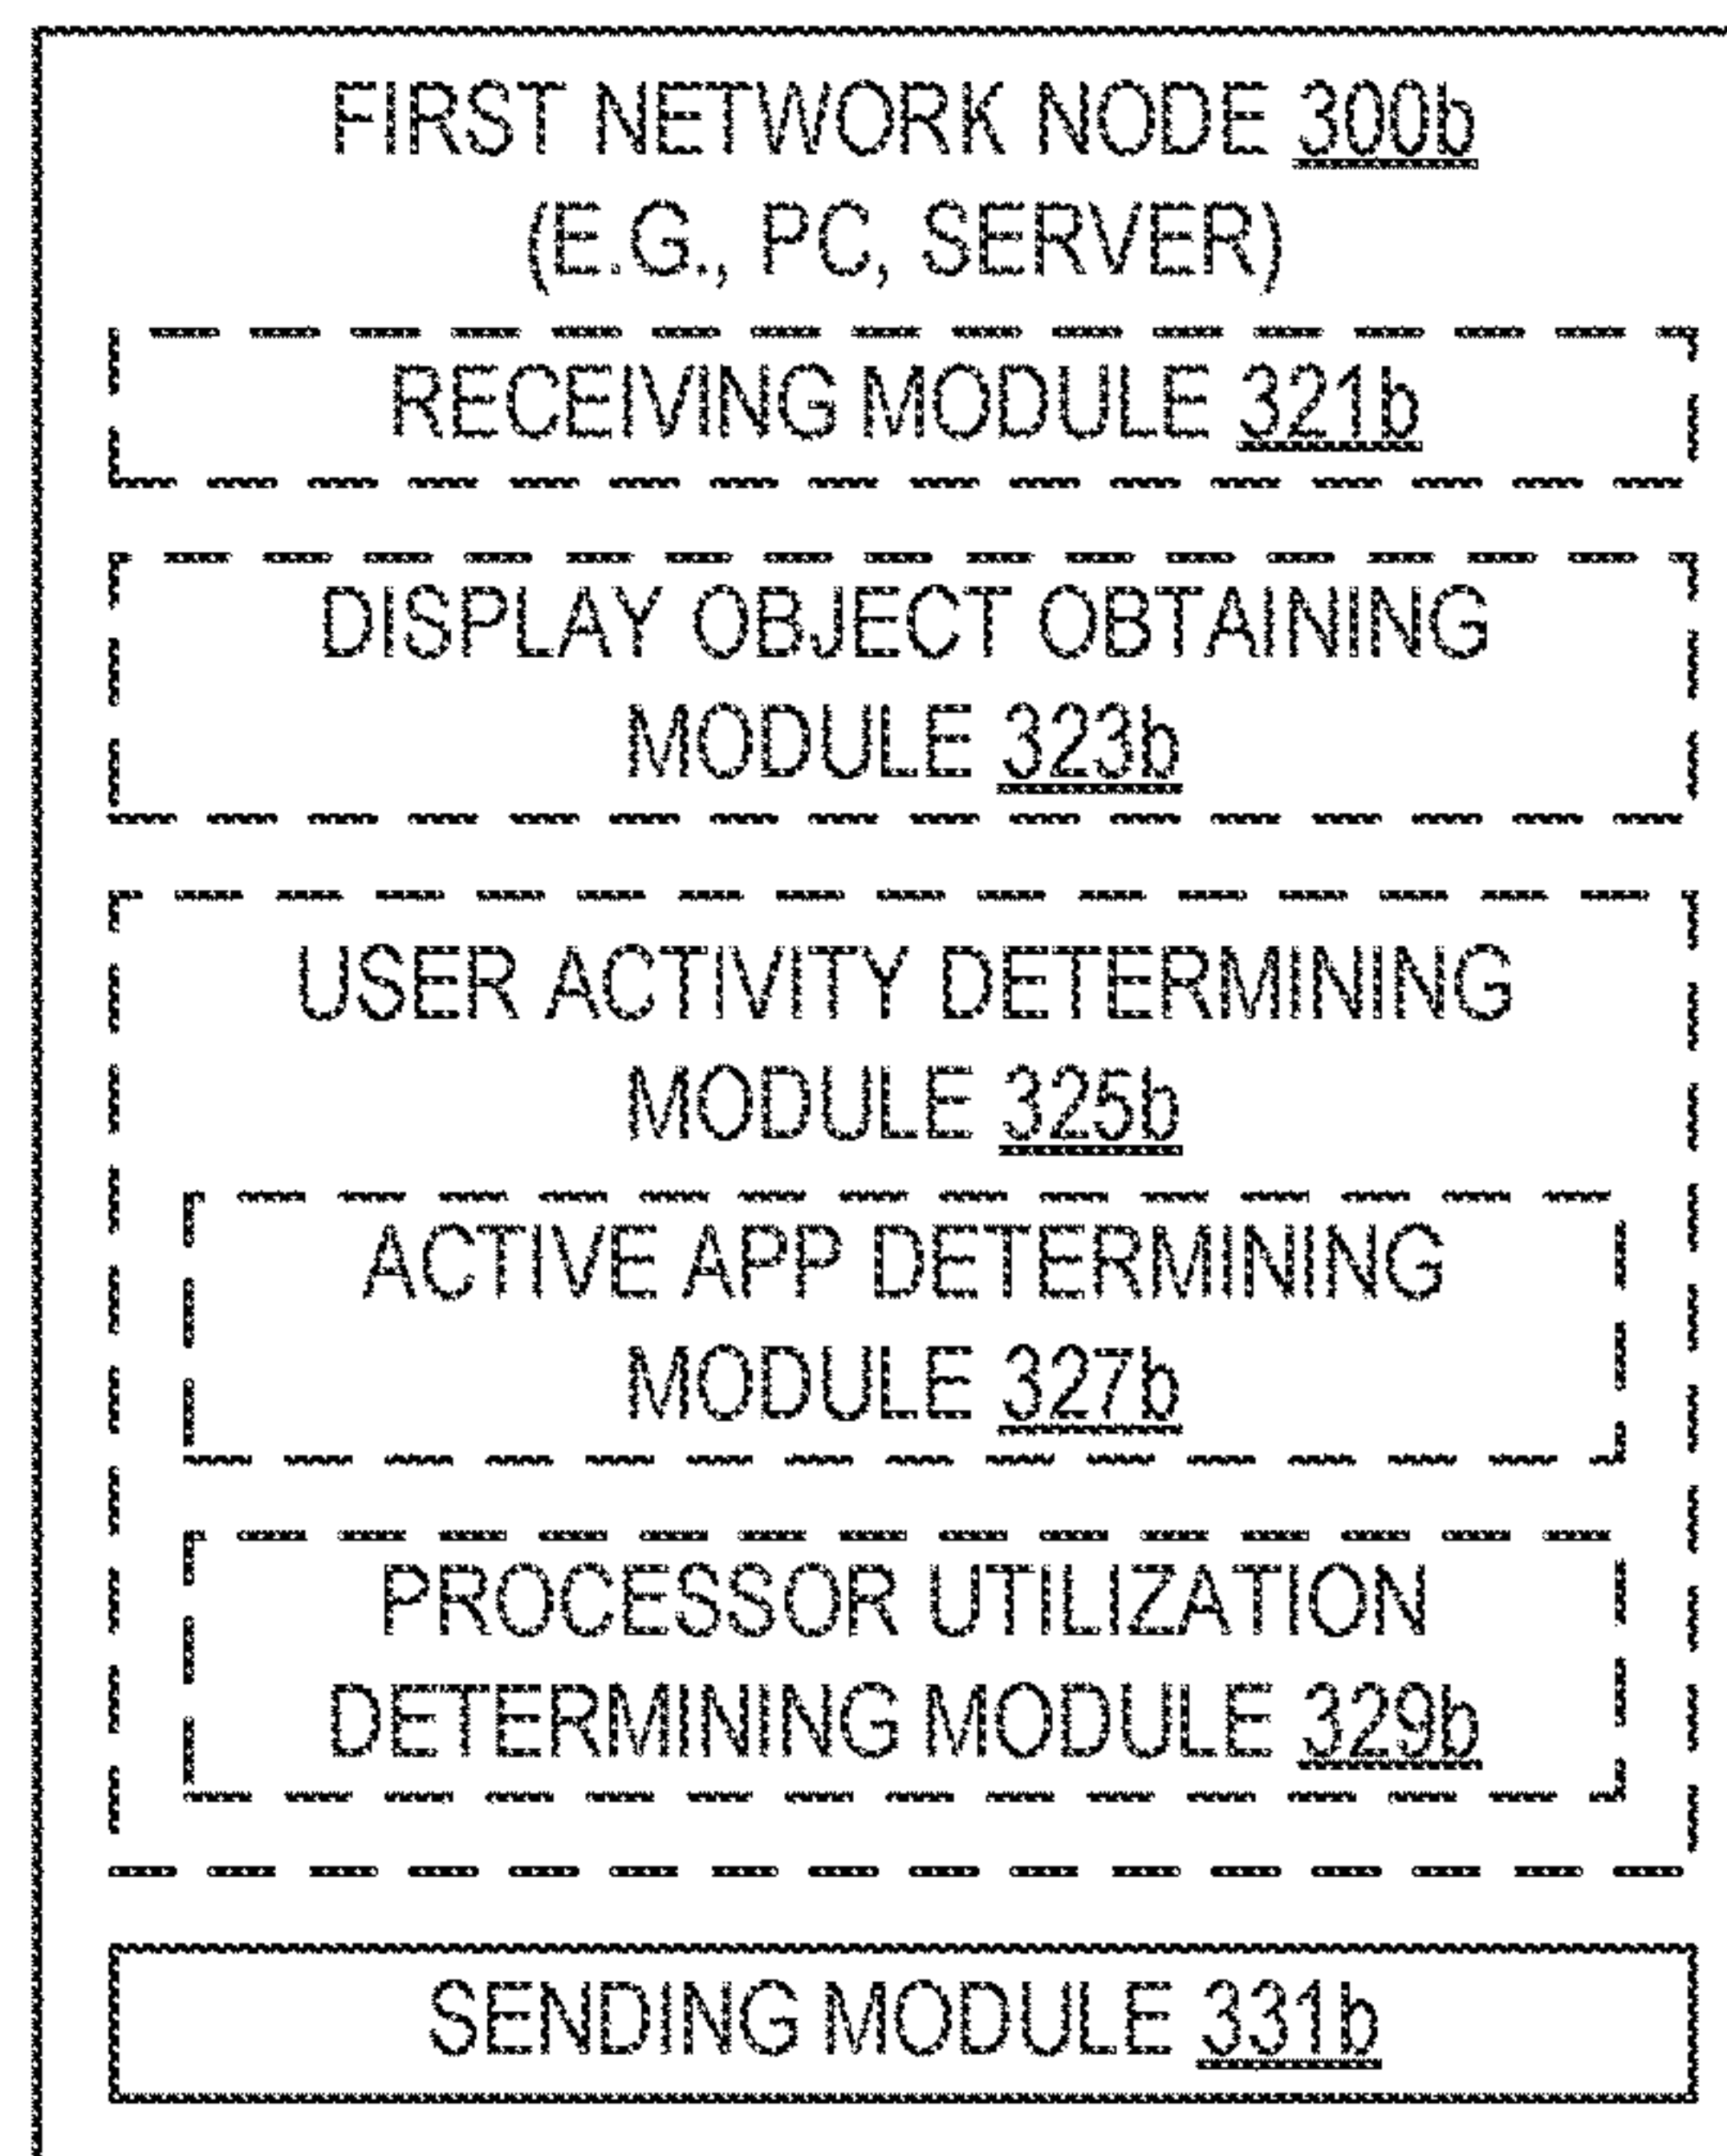 FIRST NETWORK NODE 300b
(E.G., PC, SERVER)
RECEIVING MODULE 321b
DISPLAY OBJECT OBTAINING
MODULE 323b
USER ACTIVITY DETERMINING
MODULE 325b
ACTIVE APP DETERMINING
MODULE 327b
PROCESSOR UTILIZATION
DETERMINING MODULE 329b
SENDING MODULE 331b